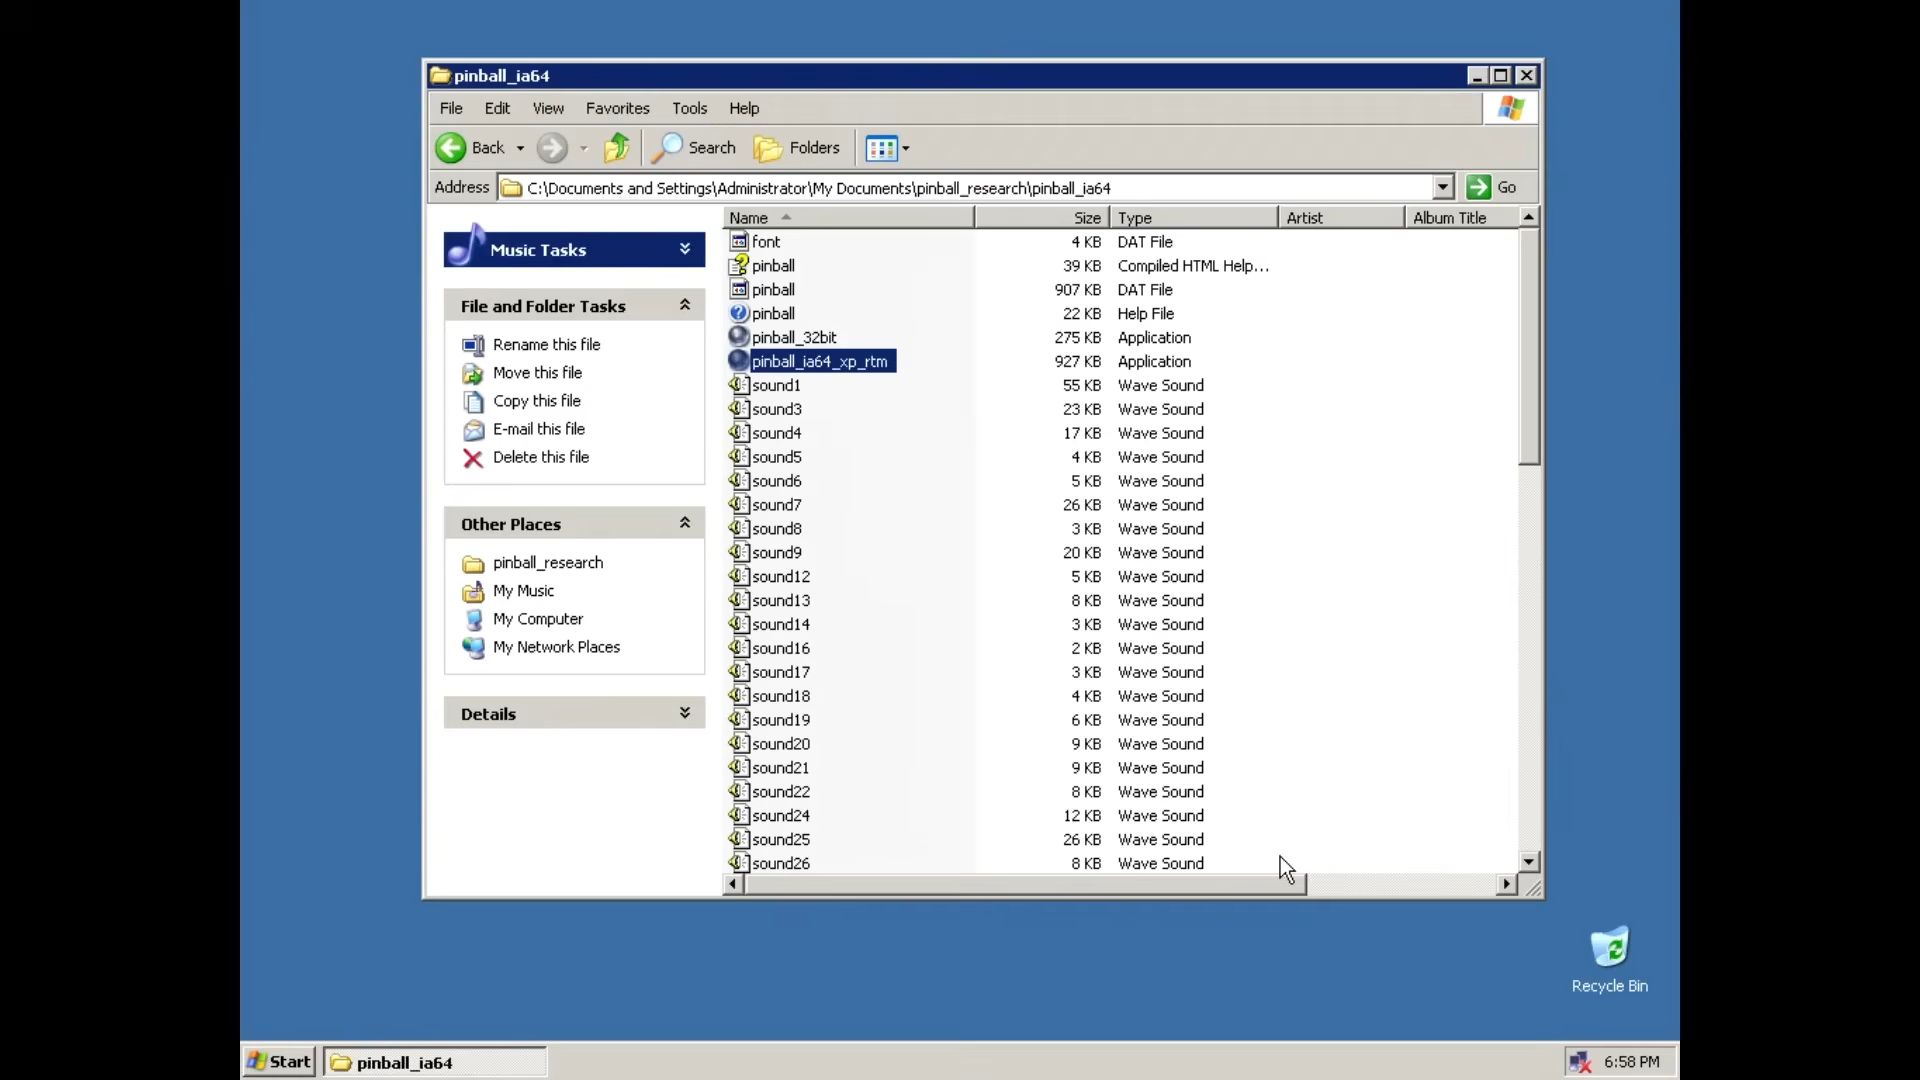 pinball_ia64
File Edit View Favorites Tools Help
Back Search Folders
Address C:\Documents and Settings\Administrator\My Documents\pinball_research\pinball_ia64 Go
Music Tasks
File and Folder Tasks
Rename this file
Move this file
Copy this file
E-mail this file
Delete this file
Other Places
pinball_research
My Music
My Computer
My Network Places
Details
Name Size Type Artist Album Title
font 4 KB DAT File
pinball 39 KB Compiled HTML Help...
pinball 907 KB DAT File
pinball 22 KB Help File
pinball_32bit 275 KB Application
pinball_ia64_xp_rtm 927 KB Application
sound1 55 KB Wave Sound
sound3 23 KB Wave Sound
sound4 17 KB Wave Sound
sound5 4 KB Wave Sound
sound6 5 KB Wave Sound
sound7 26 KB Wave Sound
sound8 3 KB Wave Sound
sound9 20 KB Wave Sound
sound12 5 KB Wave Sound
sound13 8 KB Wave Sound
sound14 3 KB Wave Sound
sound16 2 KB Wave Sound
sound17 3 KB Wave Sound
sound18 4 KB Wave Sound
sound19 6 KB Wave Sound
sound20 9 KB Wave Sound
sound21 9 KB Wave Sound
sound22 8 KB Wave Sound
sound24 12 KB Wave Sound
sound25 26 KB Wave Sound
sound26 8 KB Wave Sound
Recycle Bin
Start pinball_ia64 6:58 PM